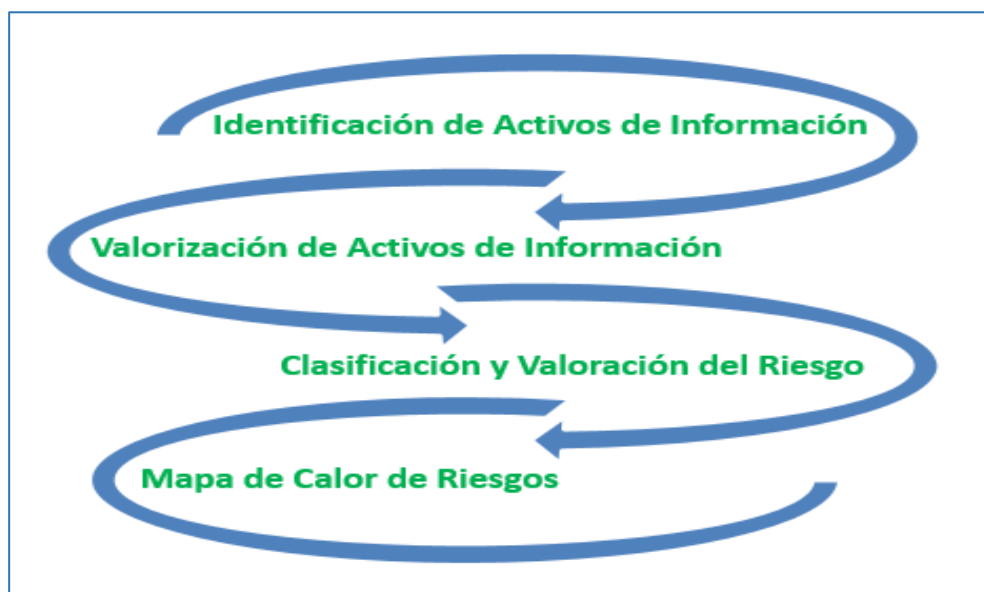 Identificación de Activos de Información
Valorización de Activos de Información
Clasificación y Valoración del Riesgo
Mapa de Calor de Riesgos